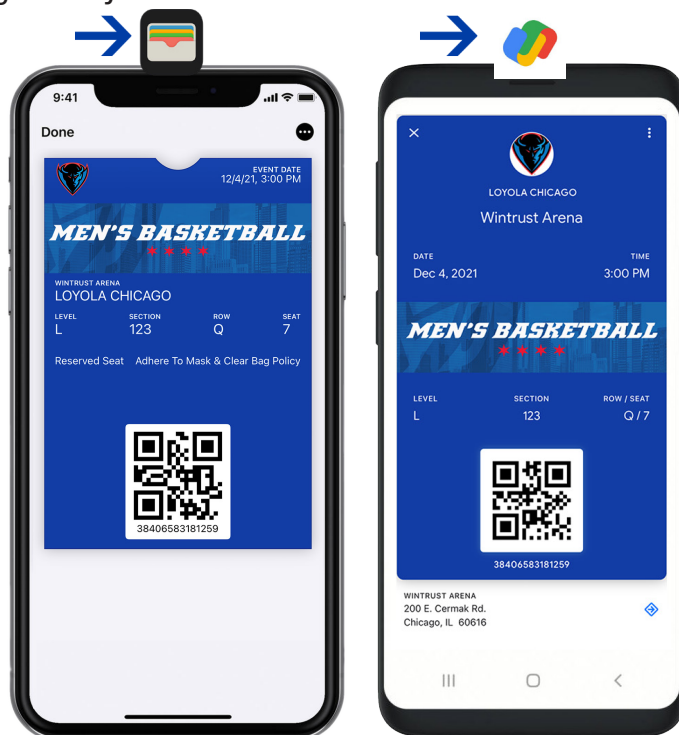 9:41
Done
EVENT DATE
12/4/21, 3:00 PM
MEN'S BASKETBALL
WINTRUST ARENA
LOYOLA CHICAGO
LEVEL SECTION ROW SEAT
L 123 Q 7
Reserved Seat Adhere To Mask & Clear Bag Policy
38406583181259
LOYOLA CHICAGO
Wintrust Arena
DATE TIME
Dec 4, 2021 3:00 PM
MEN'S BASKETBALL
LEVEL SECTION ROW / SEAT
L 123 Q / 7
38406583181259
WINTRUST ARENA
200 E. Cermak Rd.
Chicago, IL 60616